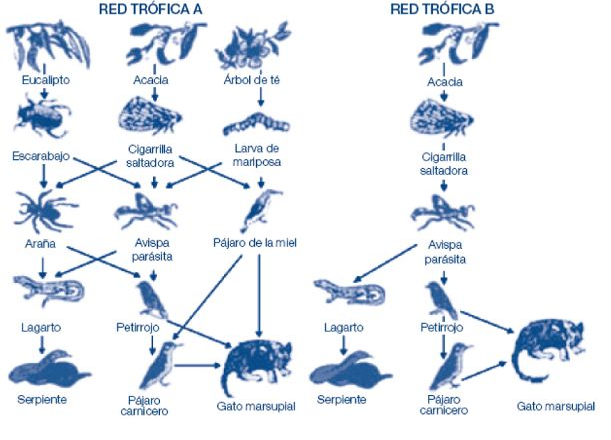 RED TRÓFICA A
RED TRÓFICA B
Eucalipto
Acacia
Árbol de té
Acacia
Escarabajo
Cigarrilla
saltadora
Larva de
mariposa
Cigarrilla
saltadora
Araña
Avispa
parásita
Pájaro de la miel
Avispa
parásita
Lagarto
Petirrojo
Lagarto
Petirrojo
Serpiente
Pájaro
carnicero
Gato marsupial
Serpiente
Pájaro
carnicero
Gato marsupial